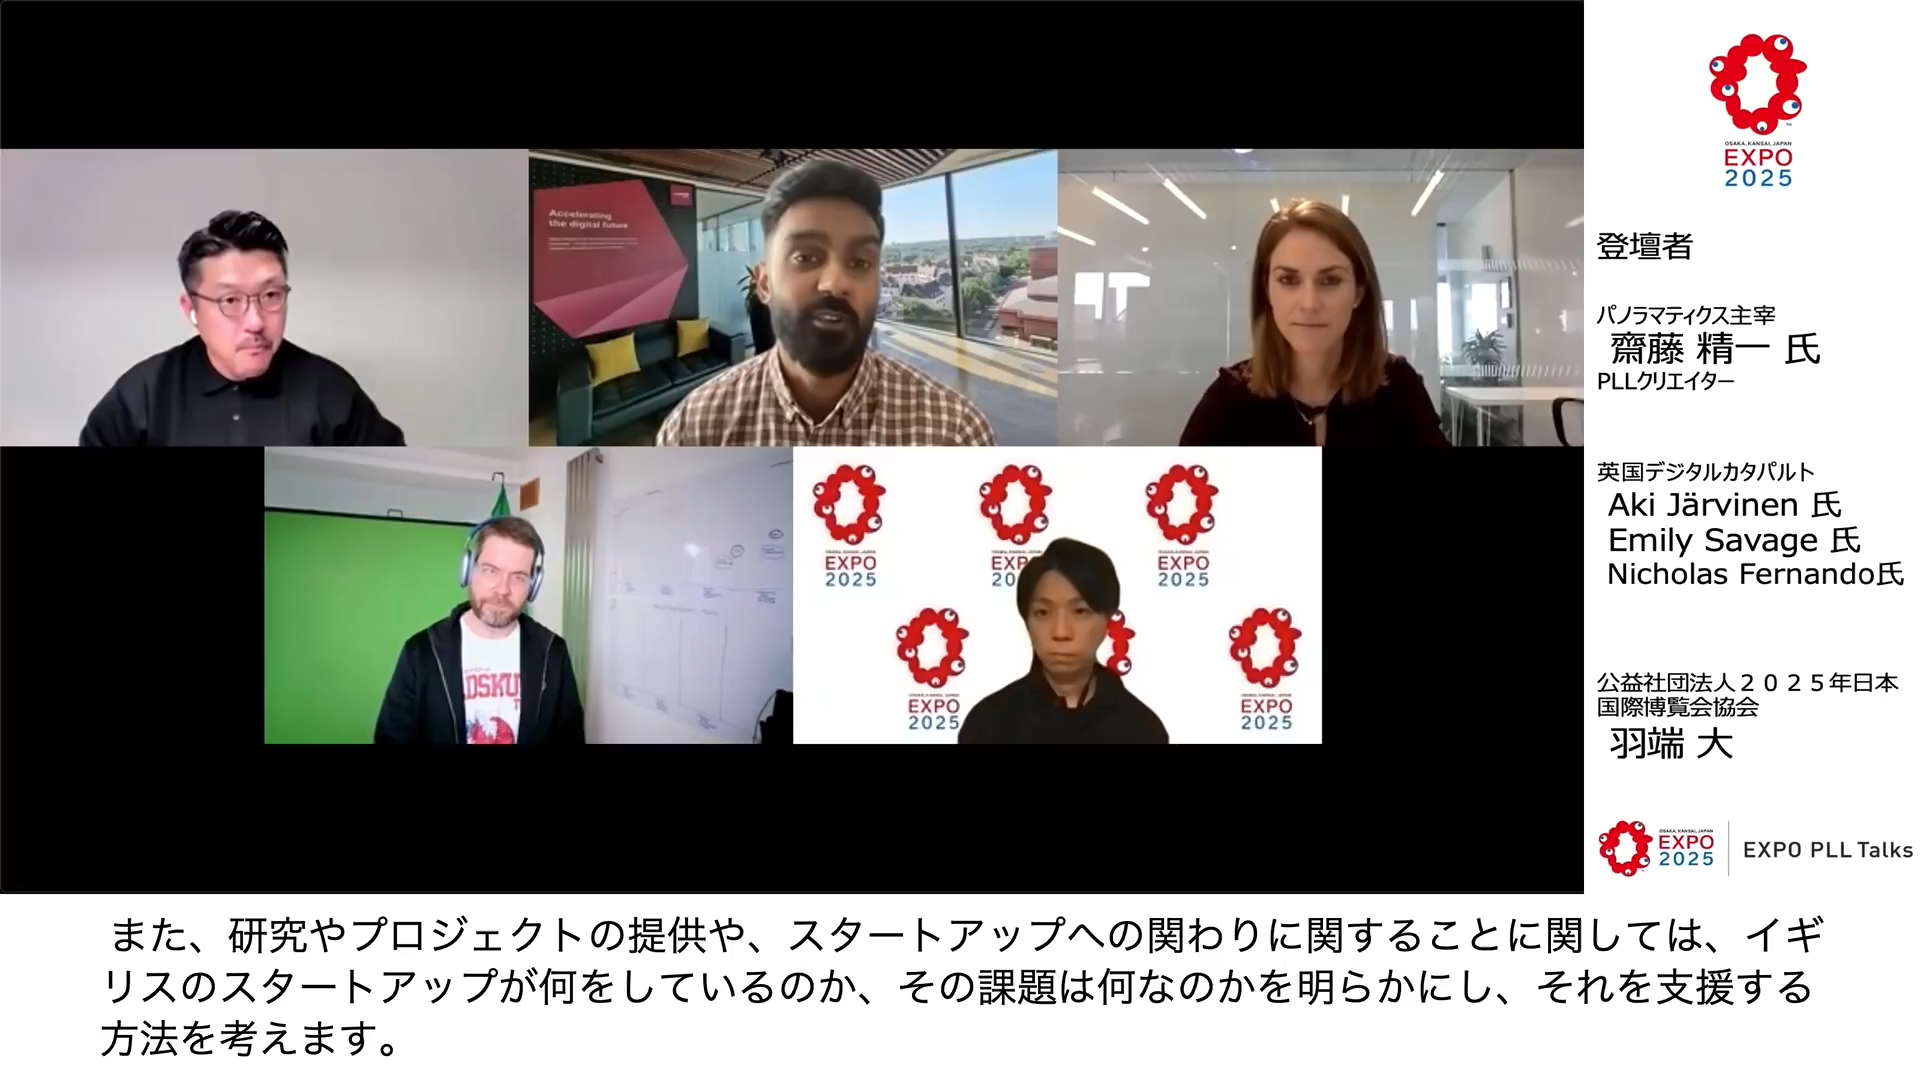 Accelerating
the digital future
DSKU
EXPO
2025
EXP
20
EXPO
2025
EXPO
2025
EXPO
2025
OSAKA, KANSAI, JAPAN
EXPO
2025
登壇者
パノラマティクス主宰
齋藤 精一 氏
PLLクリエイター
英国デジタルカタパルト
Aki Järvinen 氏
Emily Savage 氏
Nicholas Fernando氏
公益社団法人２０２５年日本
国際博覧会協会
羽端 大
OSAKA, KANSAI, JAPAN
EXPO
2025
EXPO PLL Talks
また、研究やプロジェクトの提供や、スタートアップへの関わりに関することに関しては、イギ
リスのスタートアップが何をしているのか、その課題は何なのかを明らかにし、それを支援する
方法を考えます。